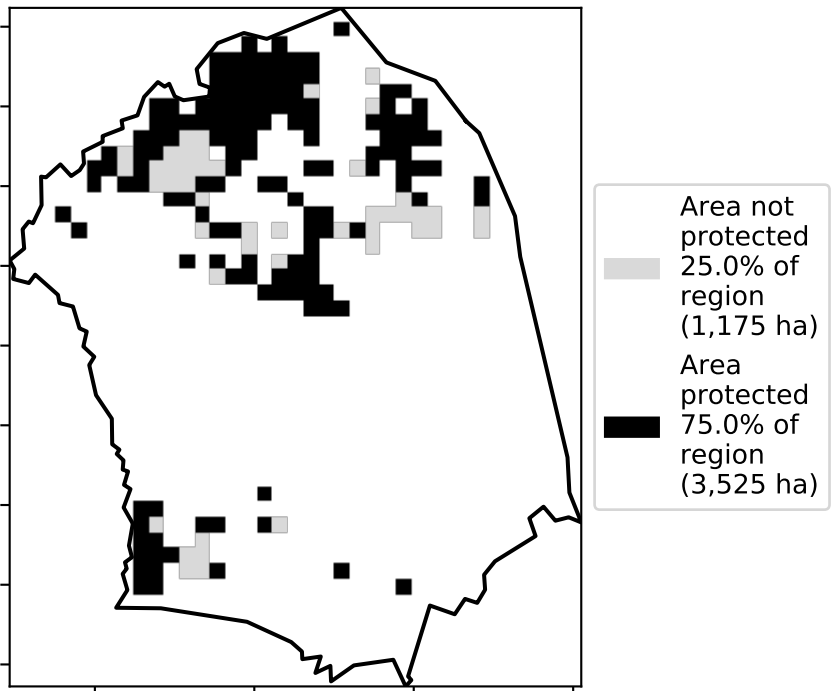 Area not
protected
25.0% of
region
(1,175 ha)
Area
protected
75.0% of
region
(3,525 ha)